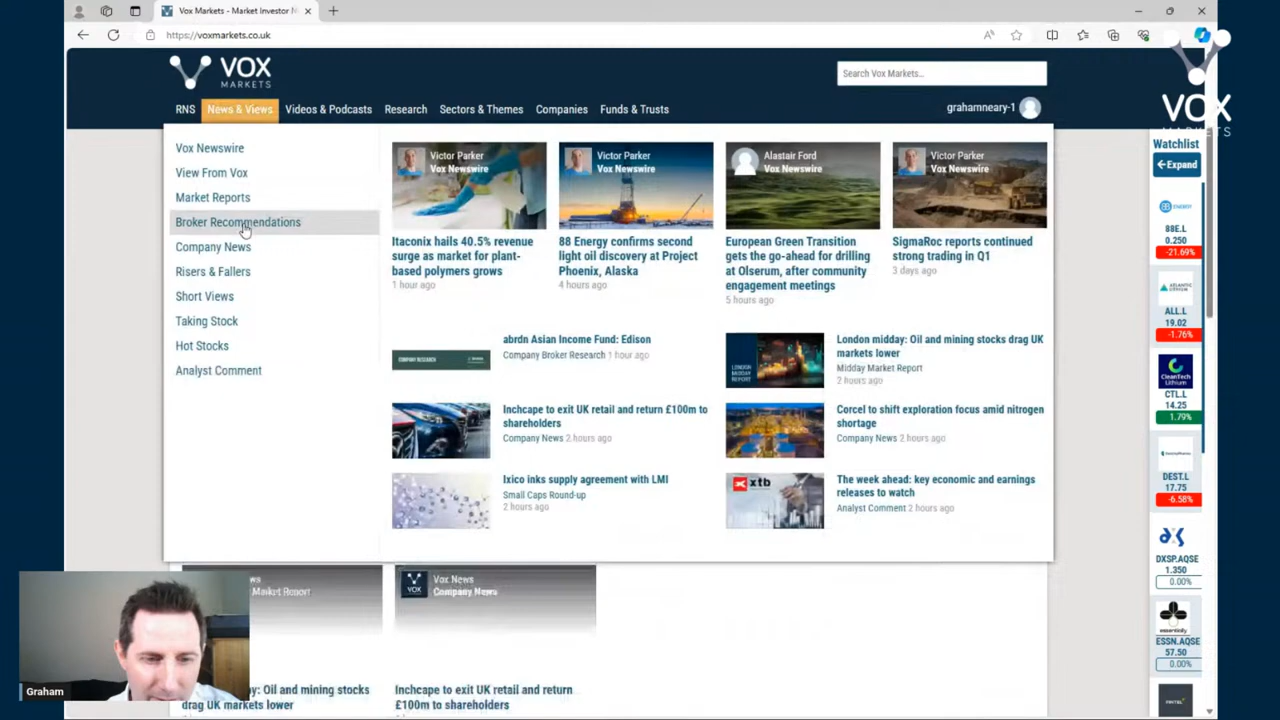 Vox Markets - Market Investor N
https://voxmarkets.co.uk
VOX
MARKETS
Search Vox Markets...
VOX
MARKETS
RNS
News & Views
Videos & Podcasts
Research
Sectors & Themes
Companies
Funds & Trusts
grahamneary-1
Vox Newswire
View From Vox
Market Reports
Broker Recommendations
Company News
Risers & Fallers
Short Views
Taking Stock
Hot Stocks
Analyst Comment
Victor Parker
Vox Newswire
Itaconix hails 40.5% revenue
surge as market for plant-
based polymers grows
1 hour ago
Victor Parker
Vox Newswire
88 Energy confirms second
light oil discovery at Project
Phoenix, Alaska
4 hours ago
Alastair Ford
Vox Newswire
European Green Transition
gets the go-ahead for drilling
at Olserum, after community
engagement meetings
5 hours ago
Victor Parker
Vox Newswire
SigmaRoc reports continued
strong trading in Q1
3 days ago
COMPANY RESEARCH
abrdn Asian Income Fund: Edison
Company Broker Research 1 hour ago
LONDON
MIDDAY
REPORT
London midday: Oil and mining stocks drag UK
markets lower
Midday Market Report
2 hours ago
Inchcape to exit UK retail and return £100m to
shareholders
Company News 2 hours ago
Corcel to shift exploration focus amid nitrogen
shortage
Company News 2 hours ago
Ixico inks supply agreement with LMI
Small Caps Round-up
2 hours ago
xtb
The week ahead: key economic and earnings
releases to watch
Analyst Comment 2 hours ago
Watchlist
Expand
ENERGY
88E.L
0.250
-21.69%
ALL.L
19.02
-1.76%
CleanTech
Lithium
CTL.L
14.25
1.79%
DEST.L
17.75
-6.58%
DXSP.AQSE
1.350
0.00%
essentially
ESSN.AQSE
57.50
0.00%
ws
Market Report
VOX
Vox News
Company News
y: Oil and mining stocks
drag UK markets lower
Inchcape to exit UK retail and return
£100m to shareholders
Graham